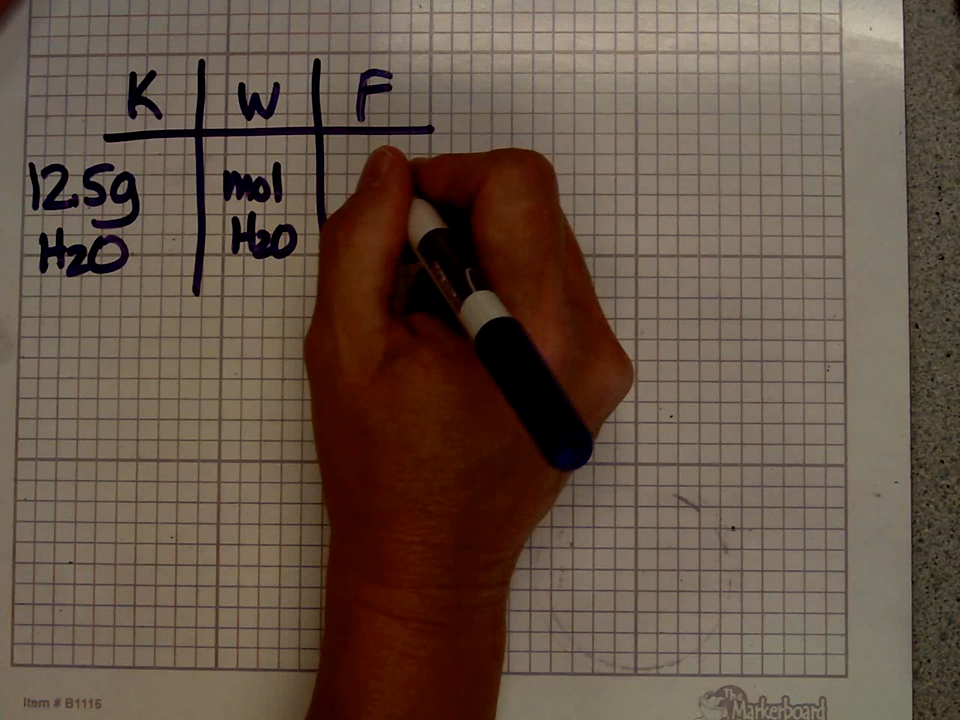 K W F
12.5g mol
H2O H2O
Item # B1116
The
Markerboard